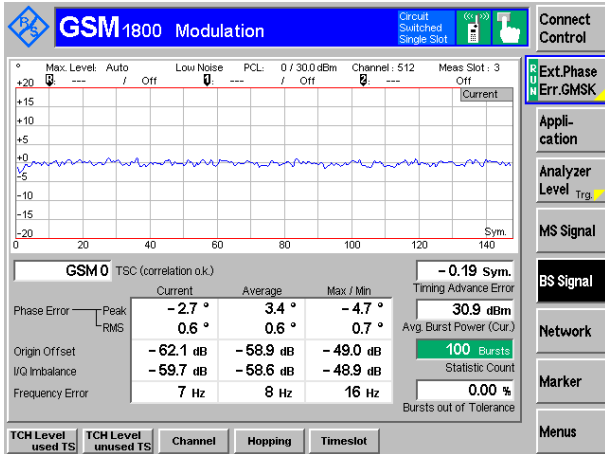 R S
GSM 1800 Modulation
Circuit Switched Single Slot
Connect Control
° Max. Level: Auto Low Noise PCL: 0 / 30.0 dBm Channel : 512 Meas Slot : 3
--- / Off --- / Off --- Off
Current
+20
+15
+10
+5
+0
-5
-10
-15
-20
Sym.
0 20 40 60 80 100 120 140
RUN
Ext.Phase Err.GMSK
Appli-
cation
Analyzer Level Trg.
MS Signal
BS Signal
Network
Marker
Menus
GSM 0 TSC (correlation o.k.)
Current Average Max / Min
Phase Error Peak - 2.7 ° 3.4 ° - 4.7 °
RMS 0.6 ° 0.6 ° 0.7 °
Origin Offset - 62.1 dB - 58.9 dB - 49.0 dB
I/Q Imbalance - 59.7 dB - 58.6 dB - 48.9 dB
Frequency Error 7 Hz 8 Hz 16 Hz
- 0.19 Sym.
Timing Advance Error
30.9 dBm
Avg. Burst Power (Cur.)
100 Bursts
Statistic Count
0.00 %
Bursts out of Tolerance
TCH Level used TS
TCH Level unused TS
Channel
Hopping
Timeslot